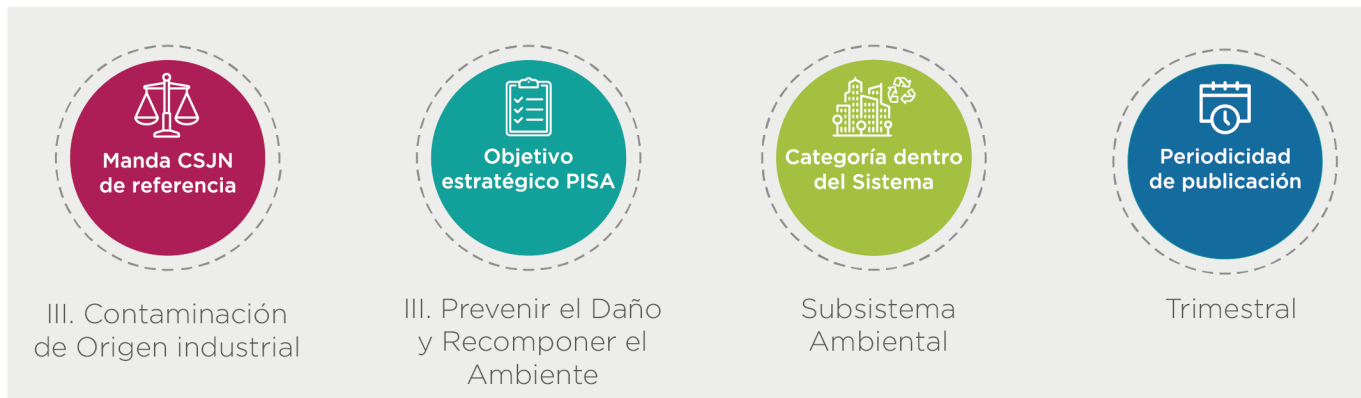 Manda CSJN
de referencia
III. Contaminación
de Origen industrial
Objetivo
estratégico PISA
III. Prevenir el Daño
y Recomponer el
Ambiente
Categoría dentro
del Sistema
Subsistema
Ambiental
Periodicidad
de publicación
Trimestral